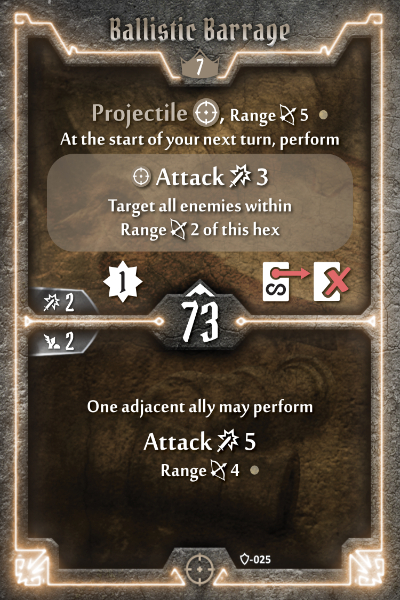 Ballistic Barrage
7
Projectile , Range 5
At the start of your next turn, perform
Attack 3
Target all enemies within
Range 2 of this hex
1
S
2
73
2
One adjacent ally may perform
Attack 5
Range 4
-025